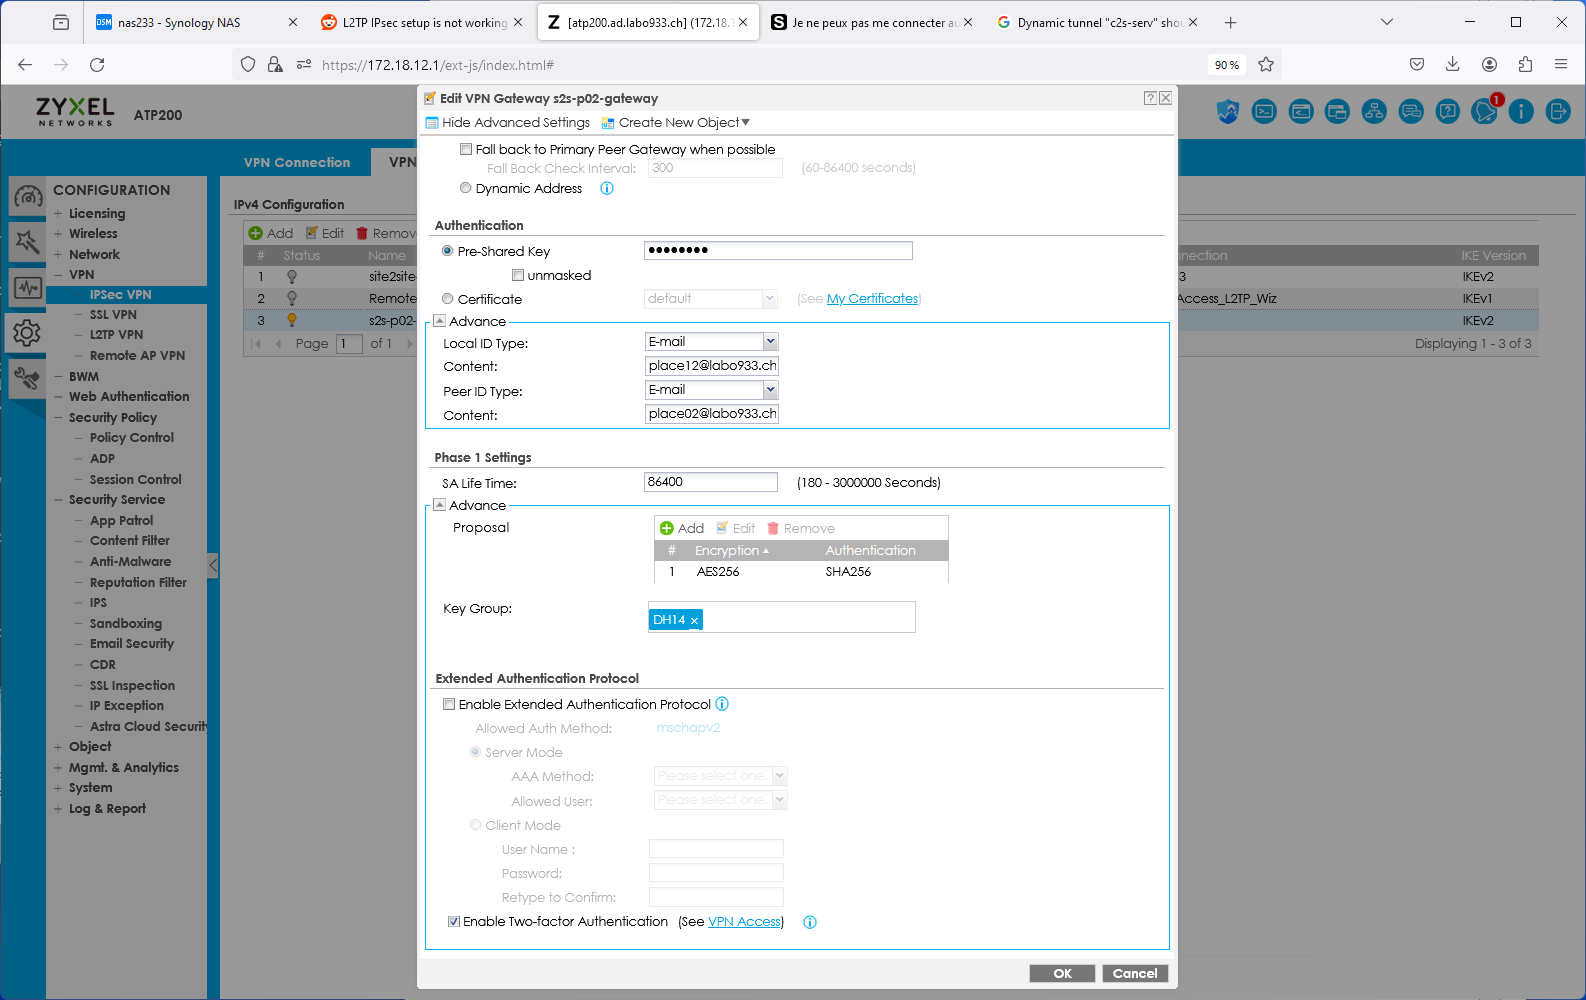 nas233 - Synology NAS
L2TP IPsec setup is not working
[atp200.ad.labo933.ch] (172.18.1
Je ne peux pas me connecter au
Dynamic tunnel "c2s-serv" shou
https://172.18.12.1/ext-js/index.html#
90 %
ZYXEL
NETWORKS
ATP200
1
VPN Connection
VPN
CONFIGURATION
Licensing
Wireless
Network
VPN
IPSec VPN
SSL VPN
L2TP VPN
Remote AP VPN
BWM
Web Authentication
Security Policy
Policy Control
ADP
Session Control
Security Service
App Patrol
Content Filter
Anti-Malware
Reputation Filter
IPS
Sandboxing
Email Security
CDR
SSL Inspection
IP Exception
Astra Cloud Security
Object
Mgmt. & Analytics
System
Log & Report
IPv4 Configuration
Add Edit Remov
# Status Name nnection IKE Version
1 site2site 3 IKEv2
2 Remote Access_L2TP_Wiz IKEv1
3 s2s-p02- IKEv2
Page 1 of 1 Displaying 1 - 3 of 3
Edit VPN Gateway s2s-p02-gateway
Hide Advanced Settings Create New Object
Fall back to Primary Peer Gateway when possible
Fall Back Check Interval: 300 (60-86400 seconds)
Dynamic Address
Authentication
Pre-Shared Key ••••••••
unmasked
Certificate default (See My Certificates)
Advance
Local ID Type: E-mail
Content: place12@labo933.ch
Peer ID Type: E-mail
Content: place02@labo933.ch
Phase 1 Settings
SA Life Time: 86400 (180 - 3000000 Seconds)
Advance
Proposal
Add Edit Remove
# Encryption Authentication
1 AES256 SHA256
Key Group: DH14 x
Extended Authentication Protocol
Enable Extended Authentication Protocol
Allowed Auth Method: mschapv2
Server Mode
AAA Method: Please select one.
Allowed User: Please select one.
Client Mode
User Name :
Password:
Retype to Confirm:
Enable Two-factor Authentication (See VPN Access)
OK Cancel